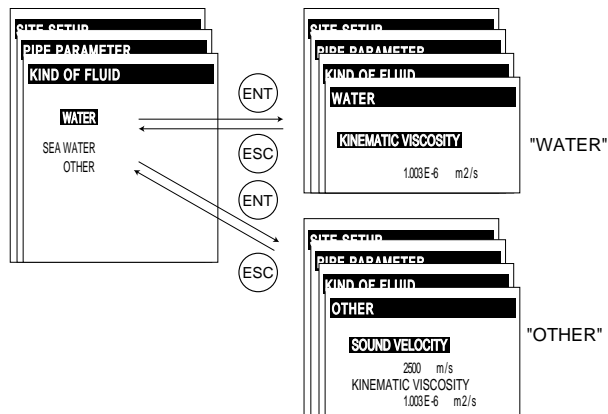 SITE SETUP
PIPE PARAMETER
KIND OF FLUID
WATER
SEA WATER
OTHER
ENT
ESC
ENT
ESC
SITE SETUP
PIPE PARAMETER
KIND OF FLUID
WATER
KINEMATIC VISCOSITY
1.003E-6 m2/s
"WATER"
SITE SETUP
PIPE PARAMETER
KIND OF FLUID
OTHER
SOUND VELOCITY
2500 m/s
KINEMATIC VISCOSITY
1.003E-6 m2/s
"OTHER"